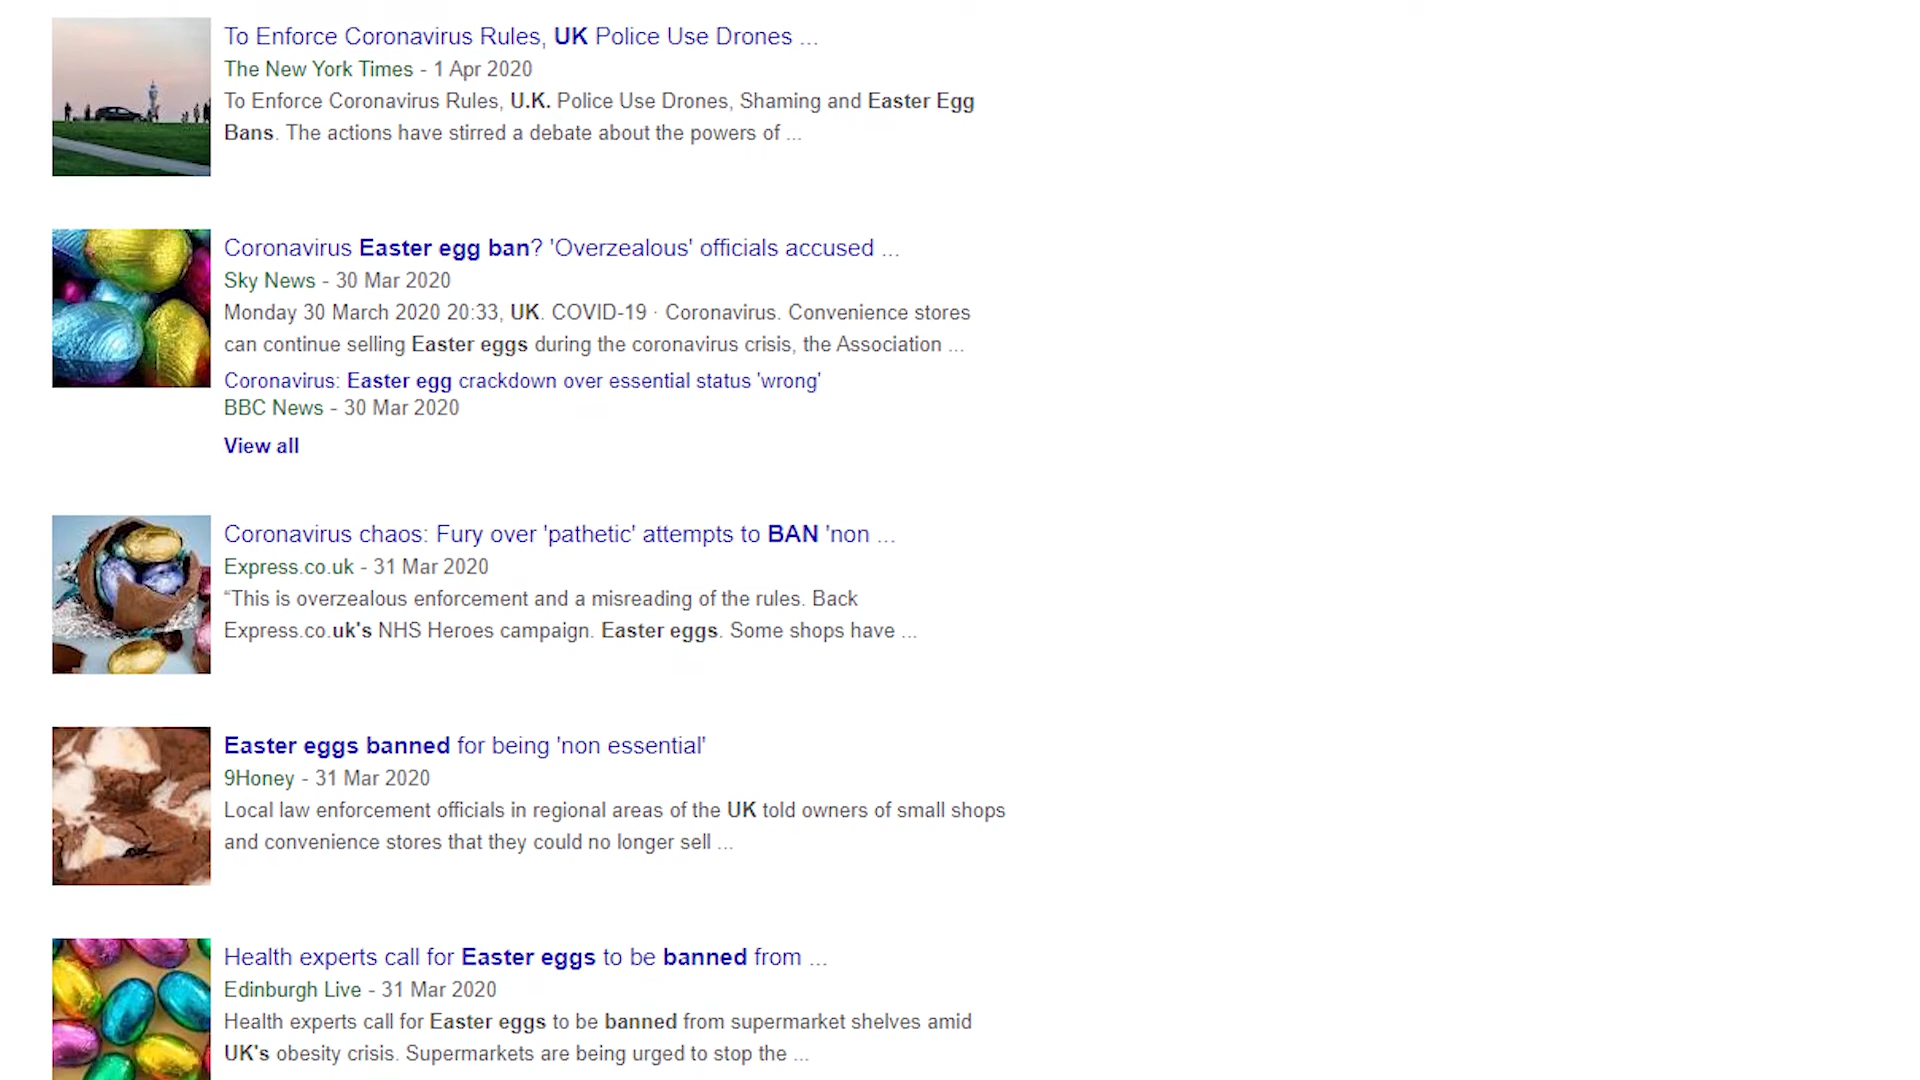 To Enforce Coronavirus Rules, UK Police Use Drones ...
The New York Times - 1 Apr 2020
To Enforce Coronavirus Rules, U.K. Police Use Drones, Shaming and Easter Egg
Bans. The actions have stirred a debate about the powers of ...
Coronavirus Easter egg ban? 'Overzealous' officials accused ...
Sky News - 30 Mar 2020
Monday 30 March 2020 20:33, UK. COVID-19 · Coronavirus. Convenience stores
can continue selling Easter eggs during the coronavirus crisis, the Association ...
Coronavirus: Easter egg crackdown over essential status 'wrong'
BBC News - 30 Mar 2020
View all
Coronavirus chaos: Fury over 'pathetic' attempts to BAN 'non ...
Express.co.uk - 31 Mar 2020
“This is overzealous enforcement and a misreading of the rules. Back
Express.co.uk's NHS Heroes campaign. Easter eggs. Some shops have ...
Easter eggs banned for being 'non essential'
9Honey - 31 Mar 2020
Local law enforcement officials in regional areas of the UK told owners of small shops
and convenience stores that they could no longer sell ...
Health experts call for Easter eggs to be banned from ...
Edinburgh Live - 31 Mar 2020
Health experts call for Easter eggs to be banned from supermarket shelves amid
UK's obesity crisis. Supermarkets are being urged to stop the ...